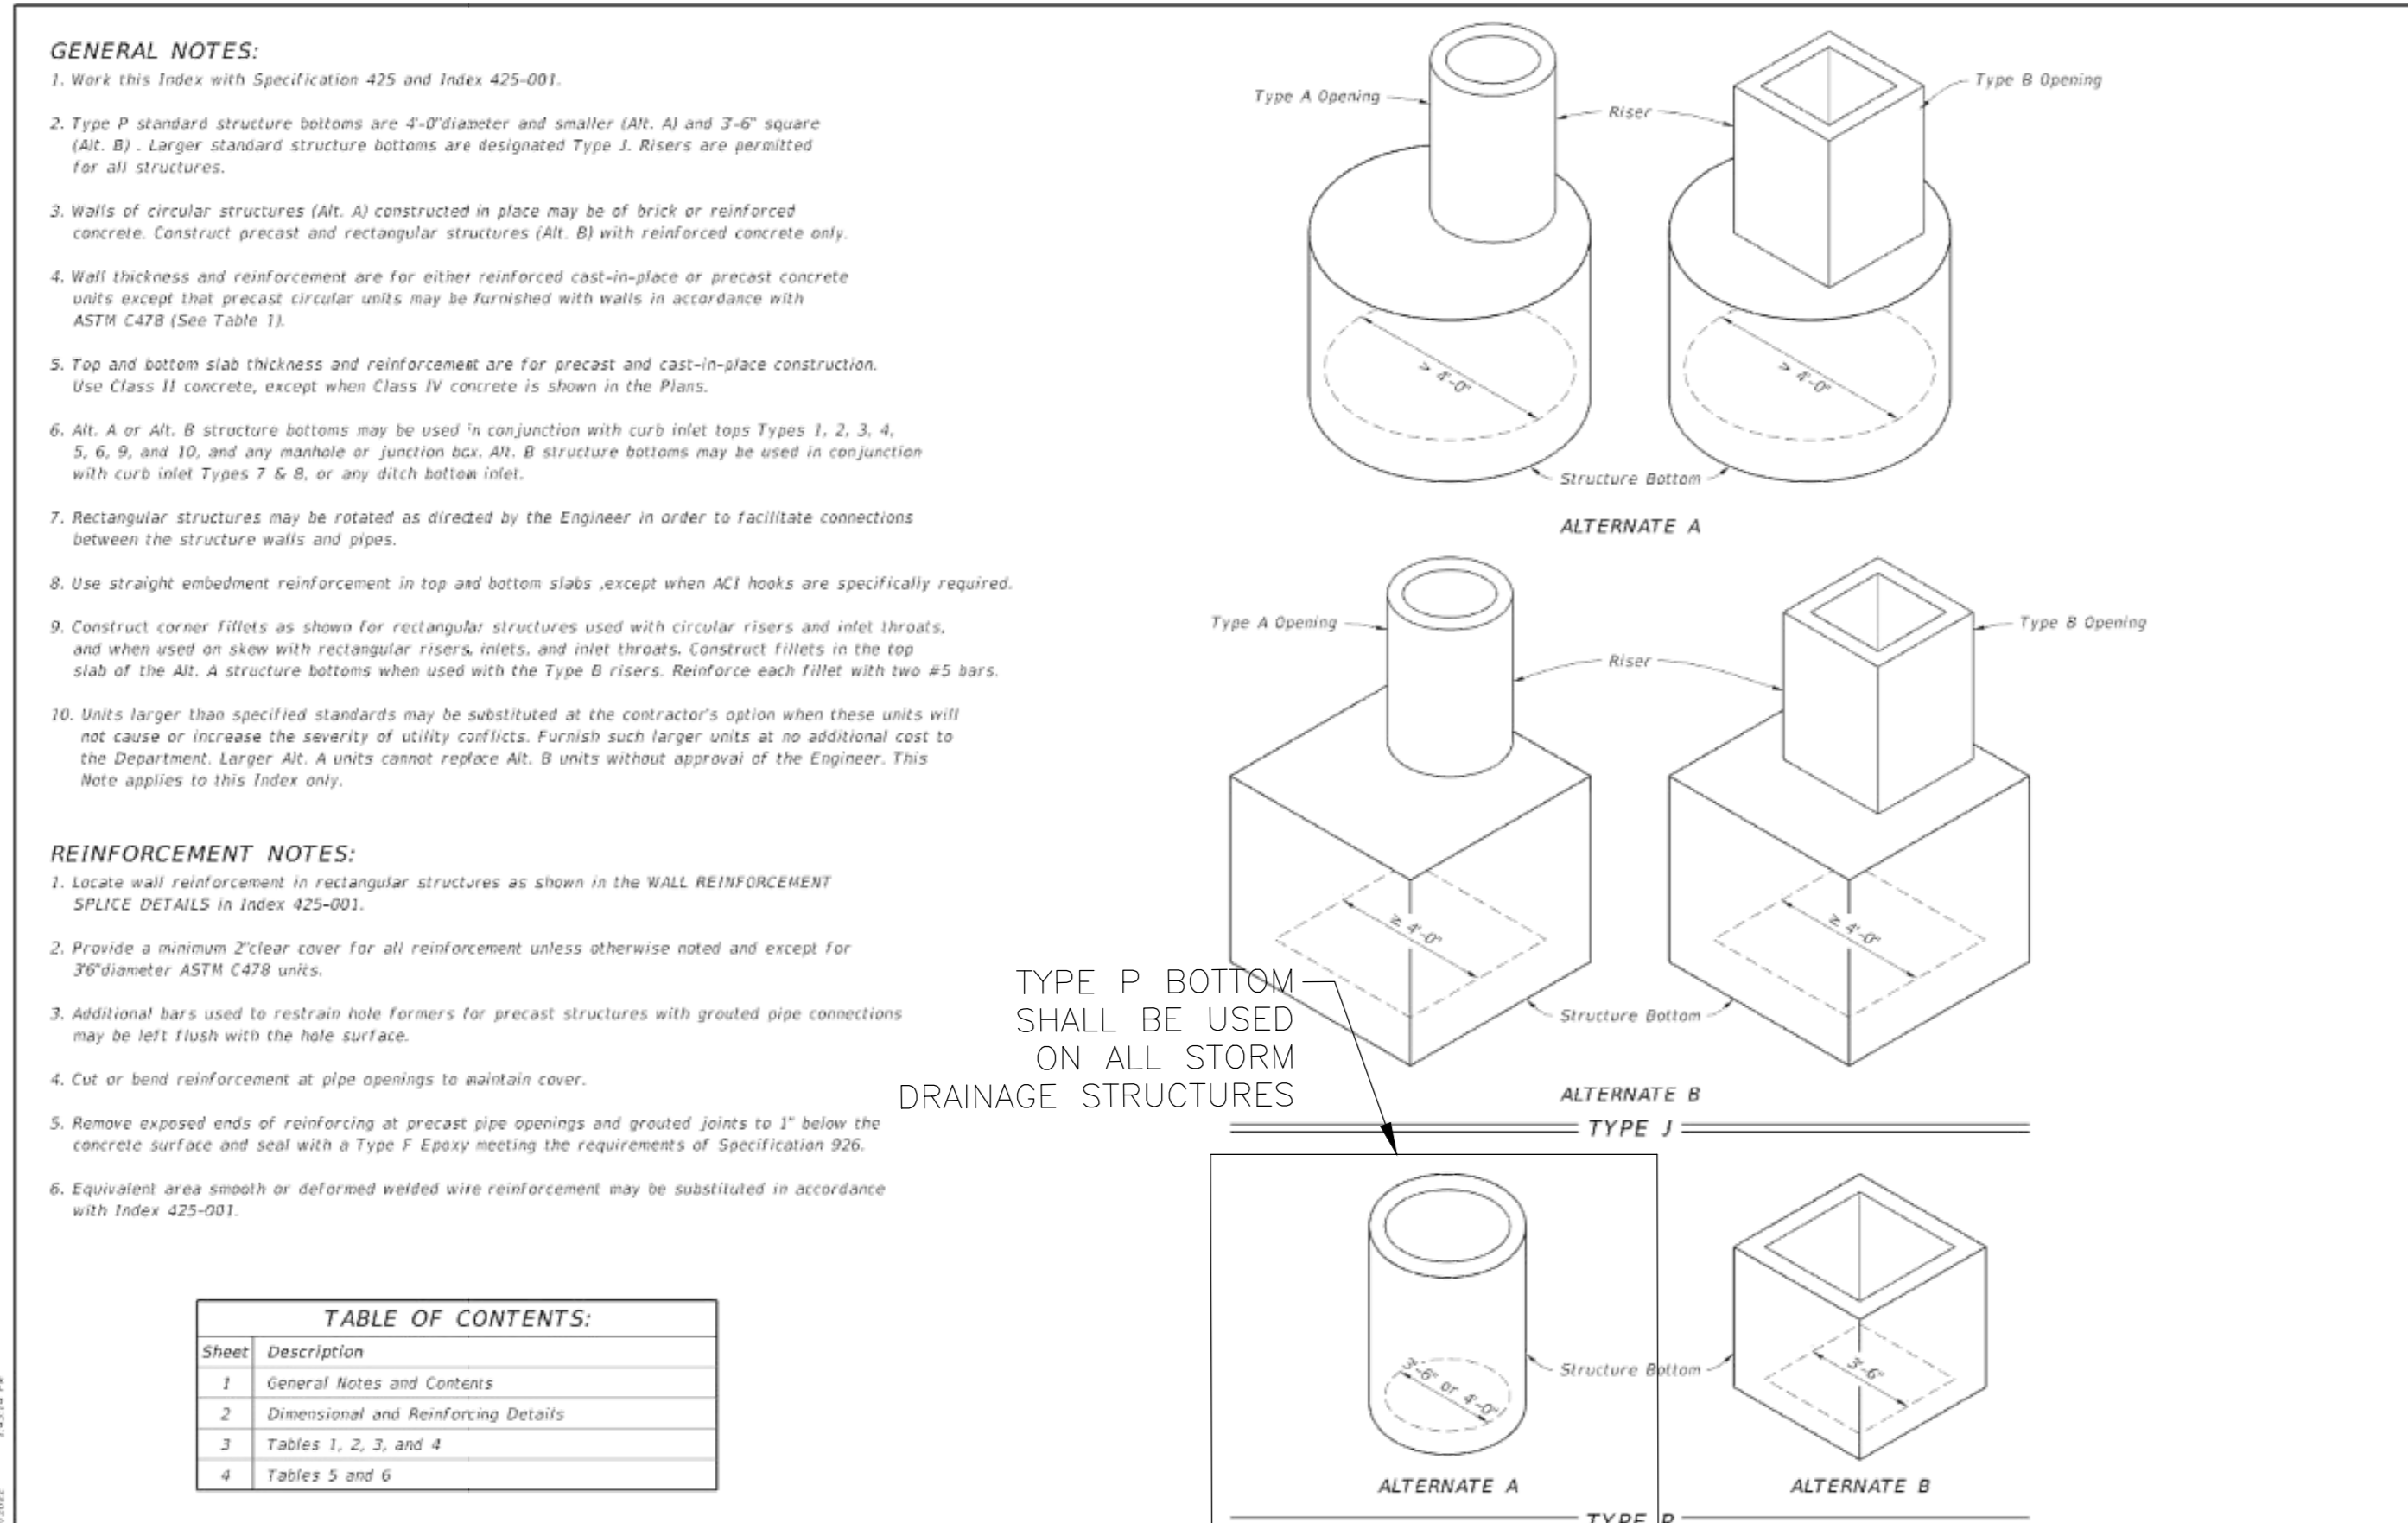 GENERAL NOTES:
1. Work this Index with Specification 425 and Index 425-001.
2. Type P standard structure bottoms are 4'-0"diameter and smaller (Alt. A) and 3'-6" square
(Alt. B) . Larger standard structure bottoms are designated Type J. Risers are permitted
for all structures.
3. Walls of circular structures (Alt. A) constructed in place may be of brick or reinforced
concrete. Construct precast and rectangular structures (Alt. B) with reinforced concrete only.
4. Wall thickness and reinforcement are for either reinforced cast-in-place or precast concrete
units except that precast circular units may be furnished with walls in accordance with
ASTM C478 (See Table 1).
5. Top and bottom slab thickness and reinforcement are for precast and cast-in-place construction.
Use Class II concrete, except when Class IV concrete is shown in the Plans.
6. Alt. A or Alt. B structure bottoms may be used in conjunction with curb inlet tops Types 1, 2, 3, 4,
5, 6, 9, and 10, and any manhole or junction box. Alt. B structure bottoms may be used in conjunction
with curb inlet Types 7 & 8, or any ditch bottom inlet.
7. Rectangular structures may be rotated as directed by the Engineer in order to facilitate connections
between the structure walls and pipes.
8. Use straight embedment reinforcement in top and bottom slabs ,except when ACI hooks are specifically required.
9. Construct corner fillets as shown for rectangular structures used with circular risers and inlet throats,
and when used on skew with rectangular risers, inlets, and inlet throats. Construct fillets in the top
slab of the Alt. A structure bottoms when used with the Type B risers. Reinforce each fillet with two #5 bars.
10. Units larger than specified standards may be substituted at the contractor's option when these units will
not cause or increase the severity of utility conflicts. Furnish such larger units at no additional cost to
the Department. Larger Alt. A units cannot replace Alt. B units without approval of the Engineer. This
Note applies to this Index only.
REINFORCEMENT NOTES:
1. Locate wall reinforcement in rectangular structures as shown in the WALL REINFORCEMENT
SPLICE DETAILS in Index 425-001.
2. Provide a minimum 2"clear cover for all reinforcement unless otherwise noted and except for
3'6"diameter ASTM C478 units.
3. Additional bars used to restrain hole formers for precast structures with grouted pipe connections
may be left flush with the hole surface.
4. Cut or bend reinforcement at pipe openings to maintain cover.
5. Remove exposed ends of reinforcing at precast pipe openings and grouted joints to 1" below the
concrete surface and seal with a Type F Epoxy meeting the requirements of Specification 926.
6. Equivalent area smooth or deformed welded wire reinforcement may be substituted in accordance
with Index 425-001.
TABLE OF CONTENTS:
Sheet Description
1 General Notes and Contents
2 Dimensional and Reinforcing Details
3 Tables 1, 2, 3, and 4
4 Tables 5 and 6
Type A Opening
Riser
Type B Opening
> 4'-0"
> 4'-0"
Structure Bottom
ALTERNATE A
Type A Opening
Riser
Type B Opening
≥ 4'-0"
≥ 4'-0"
Structure Bottom
ALTERNATE B
TYPE J
TYPE P BOTTOM
SHALL BE USED
ON ALL STORM
DRAINAGE STRUCTURES
3'-6" or 4'-0"
Structure Bottom
3'-6"
ALTERNATE A
ALTERNATE B
TYPE P